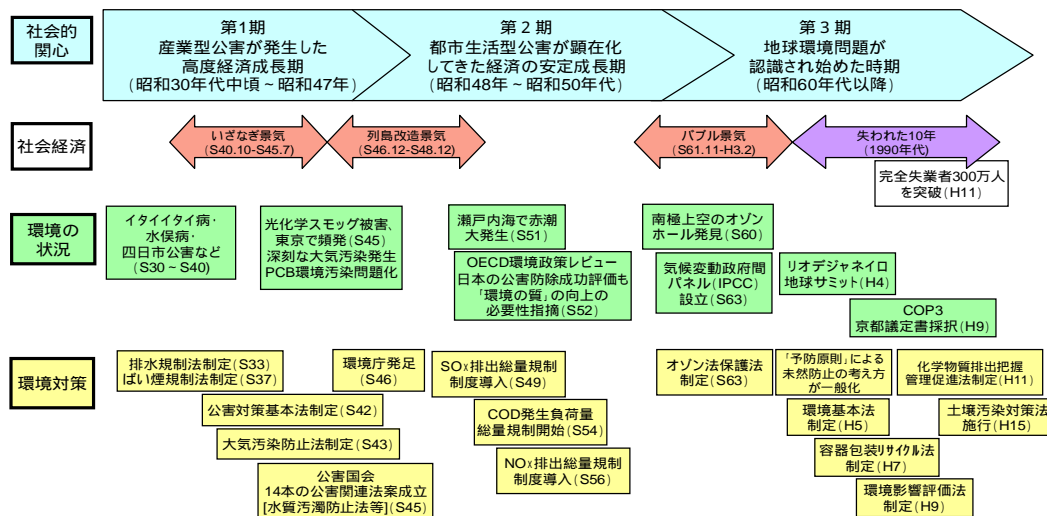 社会的
関心
第1期
産業型公害が発生した
高度経済成長期
(昭和30年代中頃~昭和47年)
第2期
都市生活型公害が顕在化
してきた経済の安定成長期
(昭和48年~昭和50年代)
第3期
地球環境問題が
認識され始めた時期
(昭和60年代以降)
社会経済
いざなぎ景気
(S40.10-S45.7)
列島改造景気
(S46.12-S48.12)
バブル景気
(S61.11-H3.2)
失われた10年
(1990年代)
完全失業者300万人
を突破(H11)
環境の
状況
イタイイタイ病・
水俣病・
四日市公害など
(S30~S40)
光化学スモッグ被害、
東京で頻発(S45)
深刻な大気汚染発生
PCB環境汚染問題化
瀬戸内海で赤潮
大発生(S51)
OECD環境政策レビュー
日本の公害防除成功評価も
「環境の質」の向上の
必要性指摘(S52)
南極上空のオゾン
ホール発見(S60)
気候変動政府間
パネル(IPCC)
設立(S63)
リオデジャネイロ
地球サミット(H4)
COP3
京都議定書採択(H9)
環境対策
排水規制法制定(S33)
ばい煙規制法制定(S37)
公害対策基本法制定(S42)
大気汚染防止法制定(S43)
公害国会
14本の公害関連法案成立
[水質汚濁防止法等](S45)
環境庁発足
(S46)
SOx排出総量規制
制度導入(S49)
COD発生負荷量
総量規制開始(S54)
NOx排出総量規制
制度導入(S56)
オゾン法保護法
制定(S63)
「予防原則」による
未然防止の考え方
が一般化
環境基本法
制定(H5)
容器包装リサイクル法
制定(H7)
環境影響評価法
制定(H9)
化学物質排出把握
管理促進法制定(H11)
土壌汚染対策法
施行(H15)